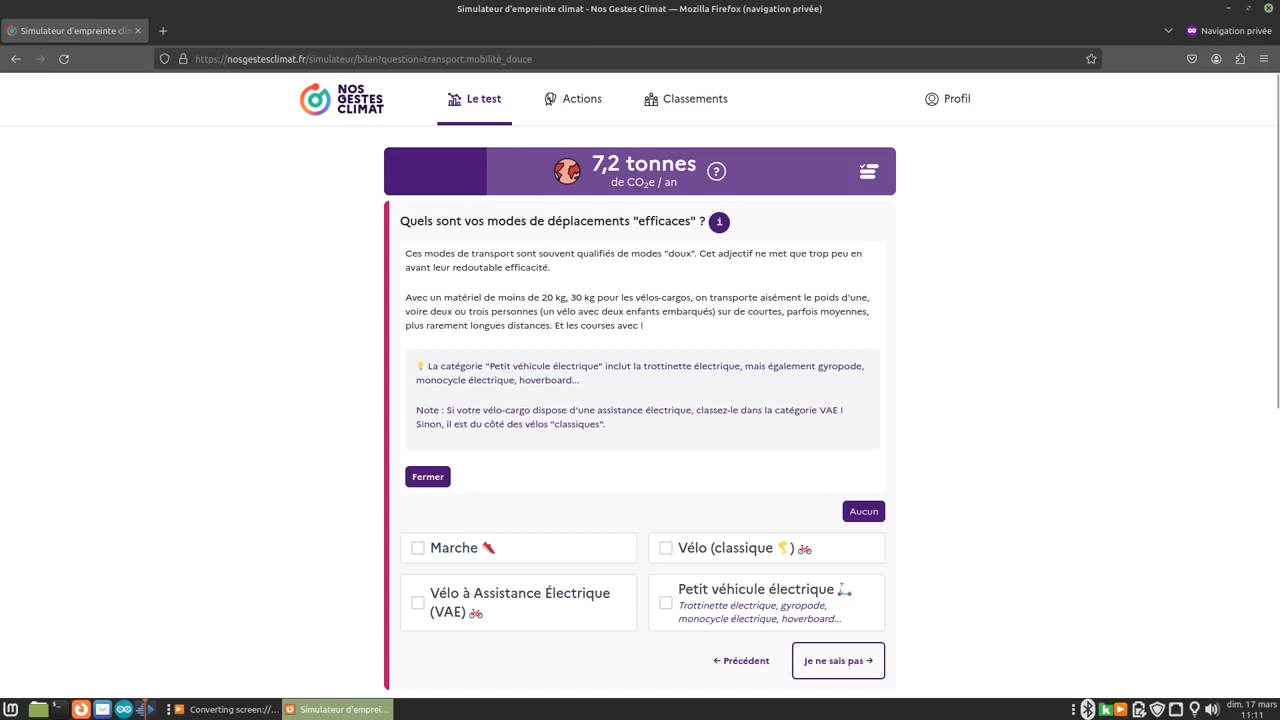 Simulateur d'empreinte climat - Nos Gestes Climat — Mozilla Firefox (navigation privée)
Simulateur d'empreinte clim
Navigation privée
https://nosgestesclimat.fr/simulateur/bilan?question=transport.mobilité_douce
NOS
GESTES
CLIMAT
Le test
Actions
Classements
Profil
7,2 tonnes
de CO₂e / an
?
Quels sont vos modes de déplacements "efficaces" ? i
Ces modes de transport sont souvent qualifiés de modes "doux". Cet adjectif ne met que trop peu en
avant leur redoutable efficacité.
Avec un matériel de moins de 20 kg, 30 kg pour les vélos-cargos, on transporte aisément le poids d'une,
voire deux ou trois personnes (un vélo avec deux enfants embarqués) sur de courtes, parfois moyennes,
plus rarement longues distances. Et les courses avec !
💡 La catégorie "Petit véhicule électrique" inclut la trottinette électrique, mais également gyropode,
monocycle électrique, hoverboard...
Note : Si votre vélo-cargo dispose d'une assistance électrique, classez-le dans la catégorie VAE !
Sinon, il est du côté des vélos "classiques".
Fermer
Aucun
Marche
Vélo (classique 🦵) 🚲
Vélo à Assistance Électrique
(VAE) 🚲
Petit véhicule électrique 🛴
Trottinette électrique, gyropode,
monocycle électrique, hoverboard...
← Précédent
Je ne sais pas →
Converting screen://...
Simulateur d'emprei...
dim. 17 mars
11:11